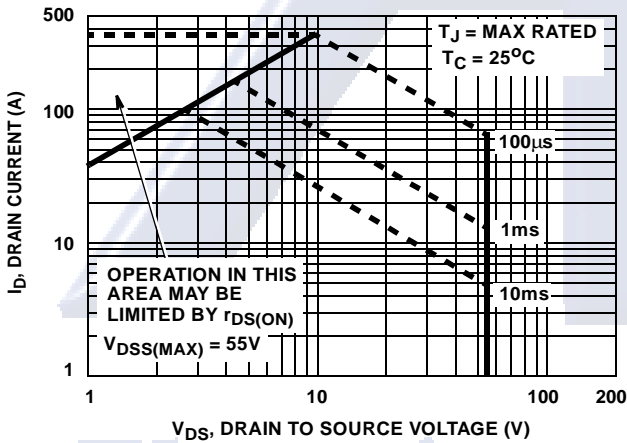 500
T_J = MAX RATED
T_C = 25°C
100
100µs
I_D, DRAIN CURRENT (A)
1ms
10
OPERATION IN THIS
AREA MAY BE
LIMITED BY r_DS(ON)
10ms
V_DSS(MAX) = 55V
1
1 10 100 200
V_DS, DRAIN TO SOURCE VOLTAGE (V)